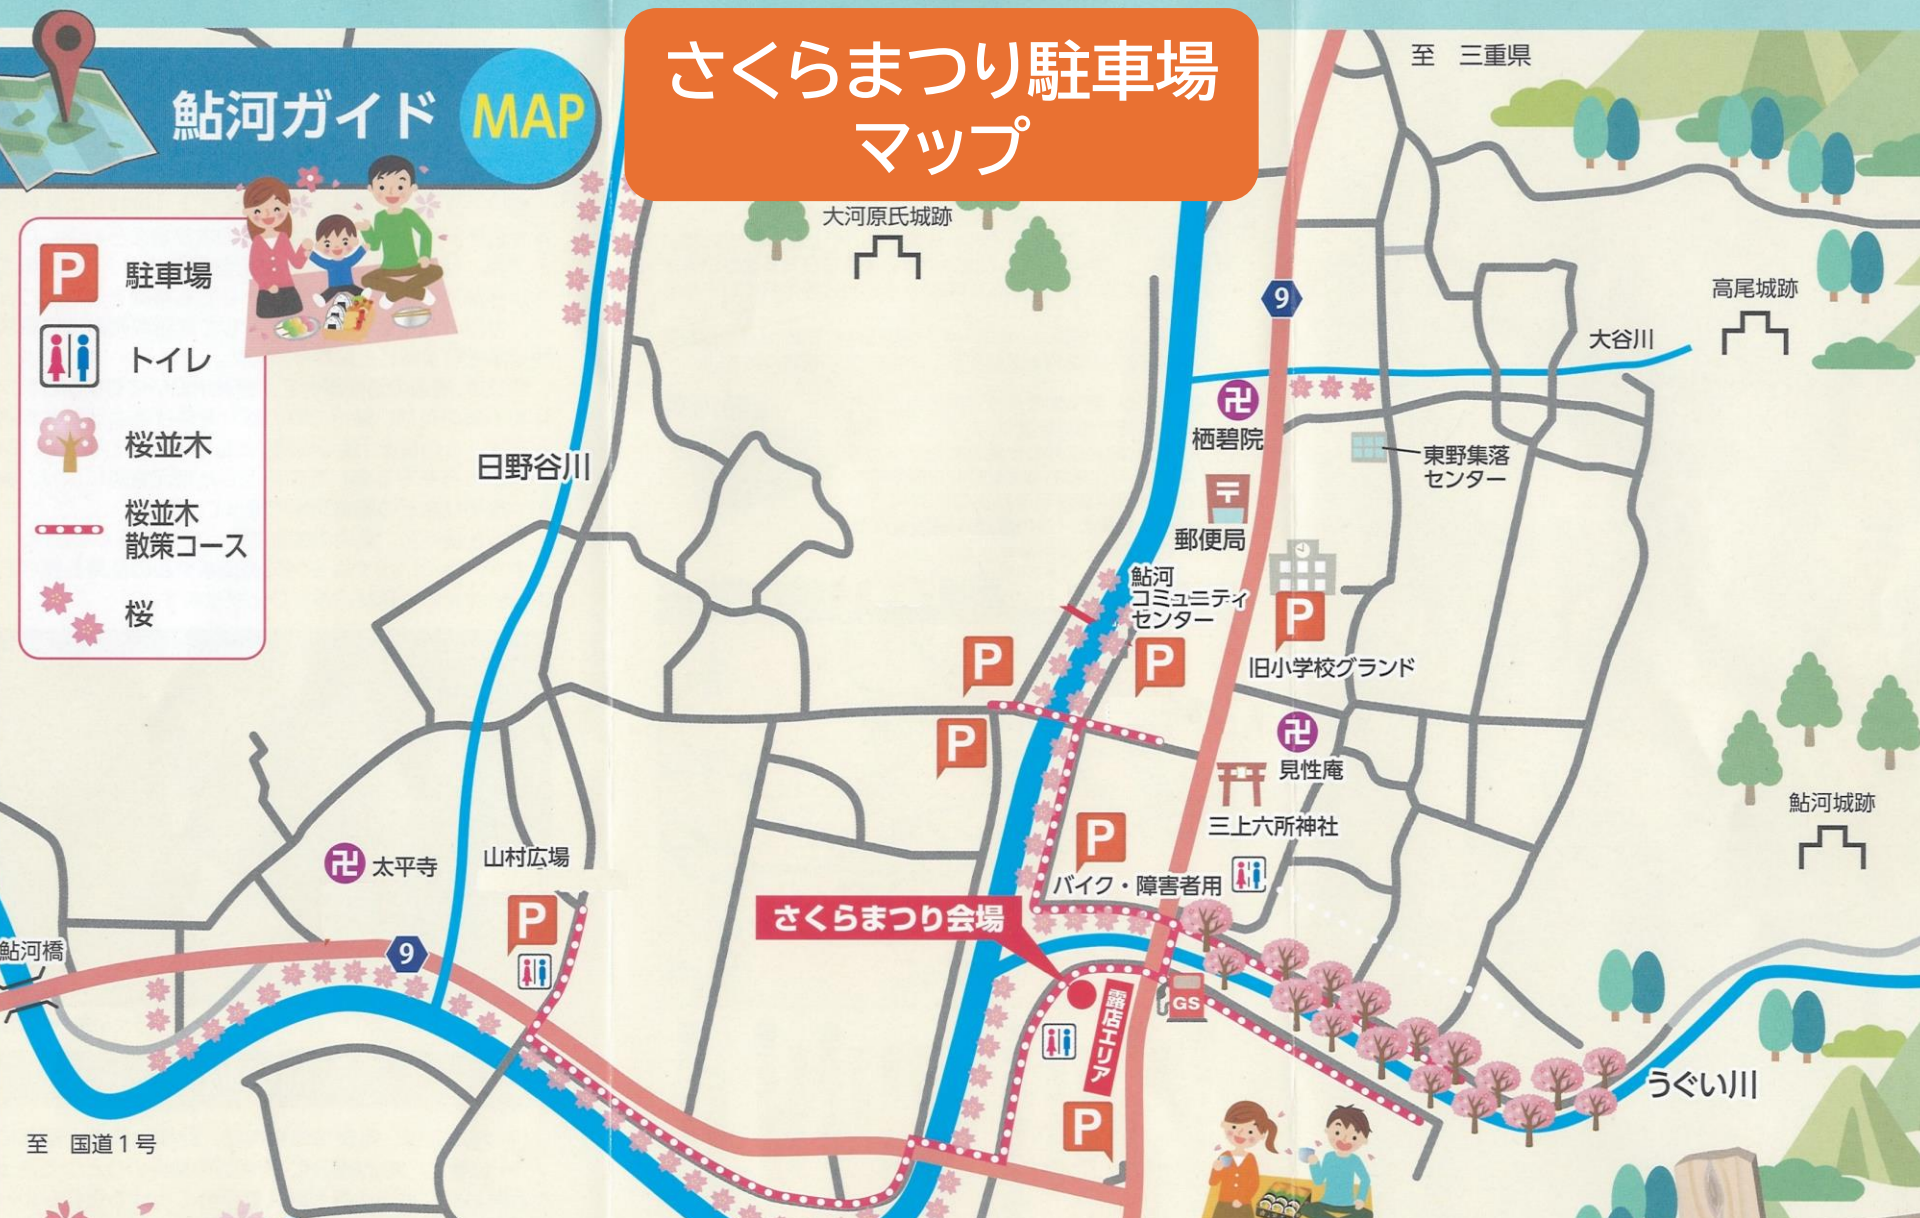 さくらまつり駐車場
マップ
鮎河ガイド MAP
至 三重県
P 駐車場
トイレ
桜並木
桜並木
散策コース
桜
大河原氏城跡
高尾城跡
大谷川
9
卍
栖碧院
東野集落
センター
日野谷川
〒
郵便局
鮎河
コミュニティ
センター
P
P
P
旧小学校グランド
P
卍
見性庵
三上六所神社
鮎河城跡
P
バイク・障害者用
卍 太平寺
山村広場
P
さくらまつり会場
鮎河橋
9
露店エリア
GS
P
うぐい川
至 国道1号